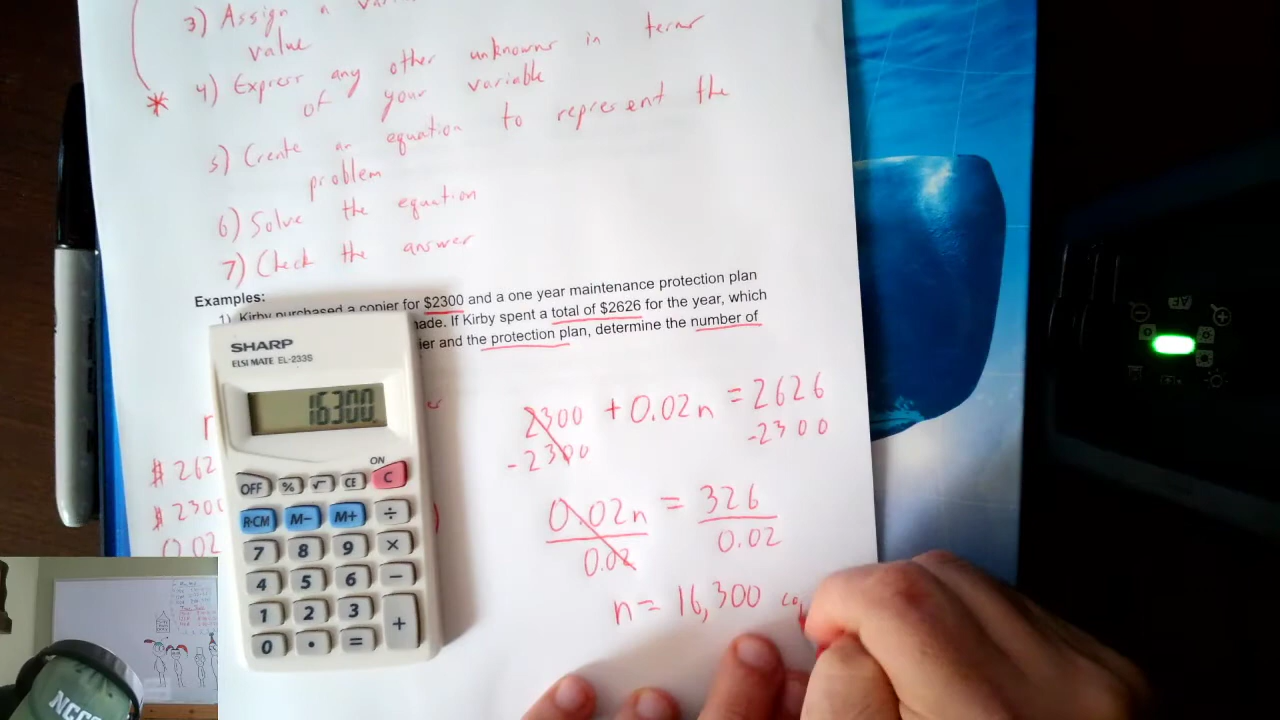 3) Assign a
value
* 4) Express any other unknowns in terms
of your variable
5) Create an equation to represent the
problem
6) Solve the equation
7) Check the answer
Examples:
1) Kirby purchased a copier for $2300 and a one year maintenance protection plan
made. If Kirby spent a total of $2626 for the year, which
and the protection plan, determine the number of
SHARP
ELSI MATE EL-233S
16300.
ON
OFF % √ CE C
R·CM M- M+ ÷
7 8 9 ×
4 5 6 −
1 2 3 +
0 • =
$ 262
$ 2300
0.02
2300 + 0.02n = 2626
-2300 -2300
0.02n = 326
0.02 0.02
n = 16,300
NCC
AF